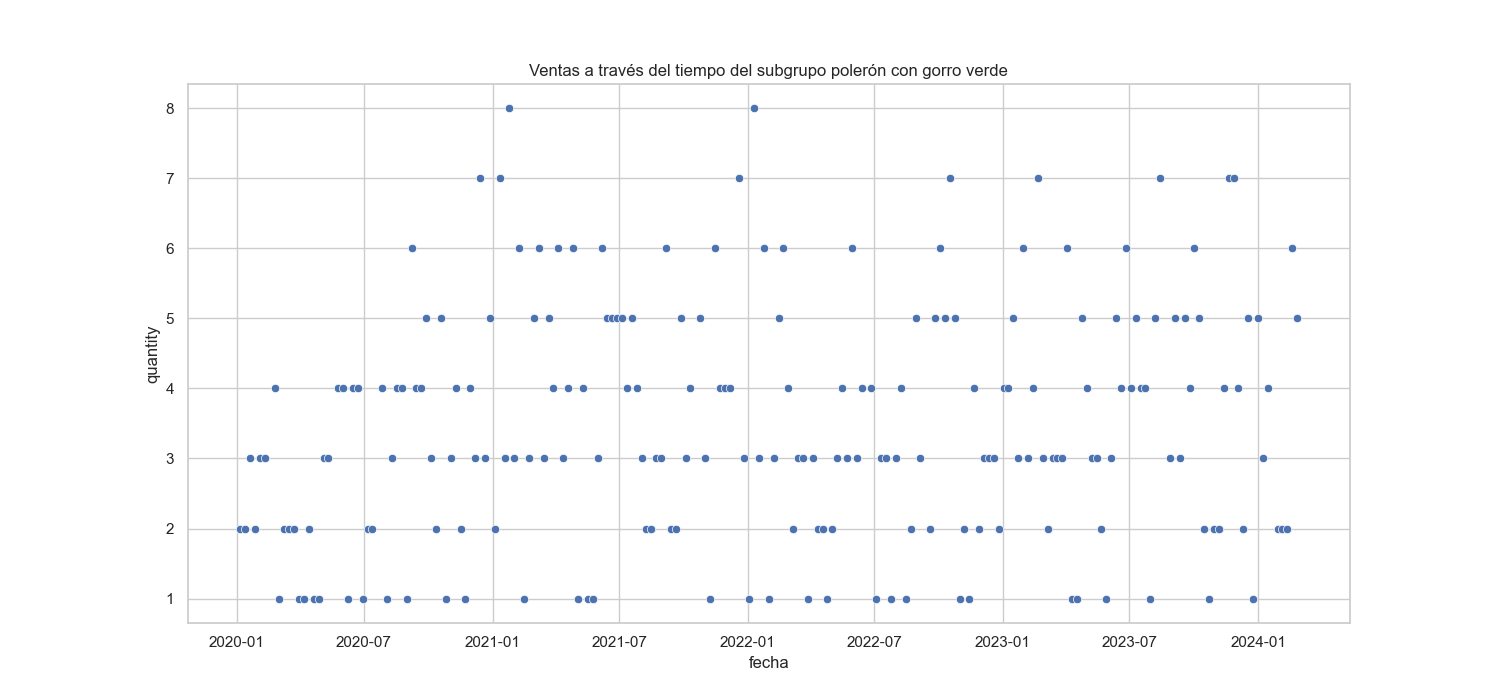 Ventas a través del tiempo del subgrupo polerón con gorro verde
8
7
6
5
4
3
2
1
quantity
2020-01 2020-07 2021-01 2021-07 2022-01 2022-07 2023-01 2023-07 2024-01
fecha